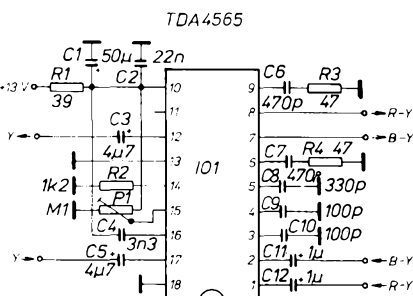 TDA4565
C1 50µ 22n
+13V R1 C2 10 9 C6 R3
39 11 8 470p 47 R-Y
Y C3 12 7 B-Y
4µ7 13 IO1 6 C7 R4 47
R2 470p
1k2 14 5 C8 330p
M1 P1 15 4 C9 100p
C4 3n3 16 3 C10 100p
Y C5 17 2 C11 1µ B-Y
4µ7 18 1 C12 1µ R-Y